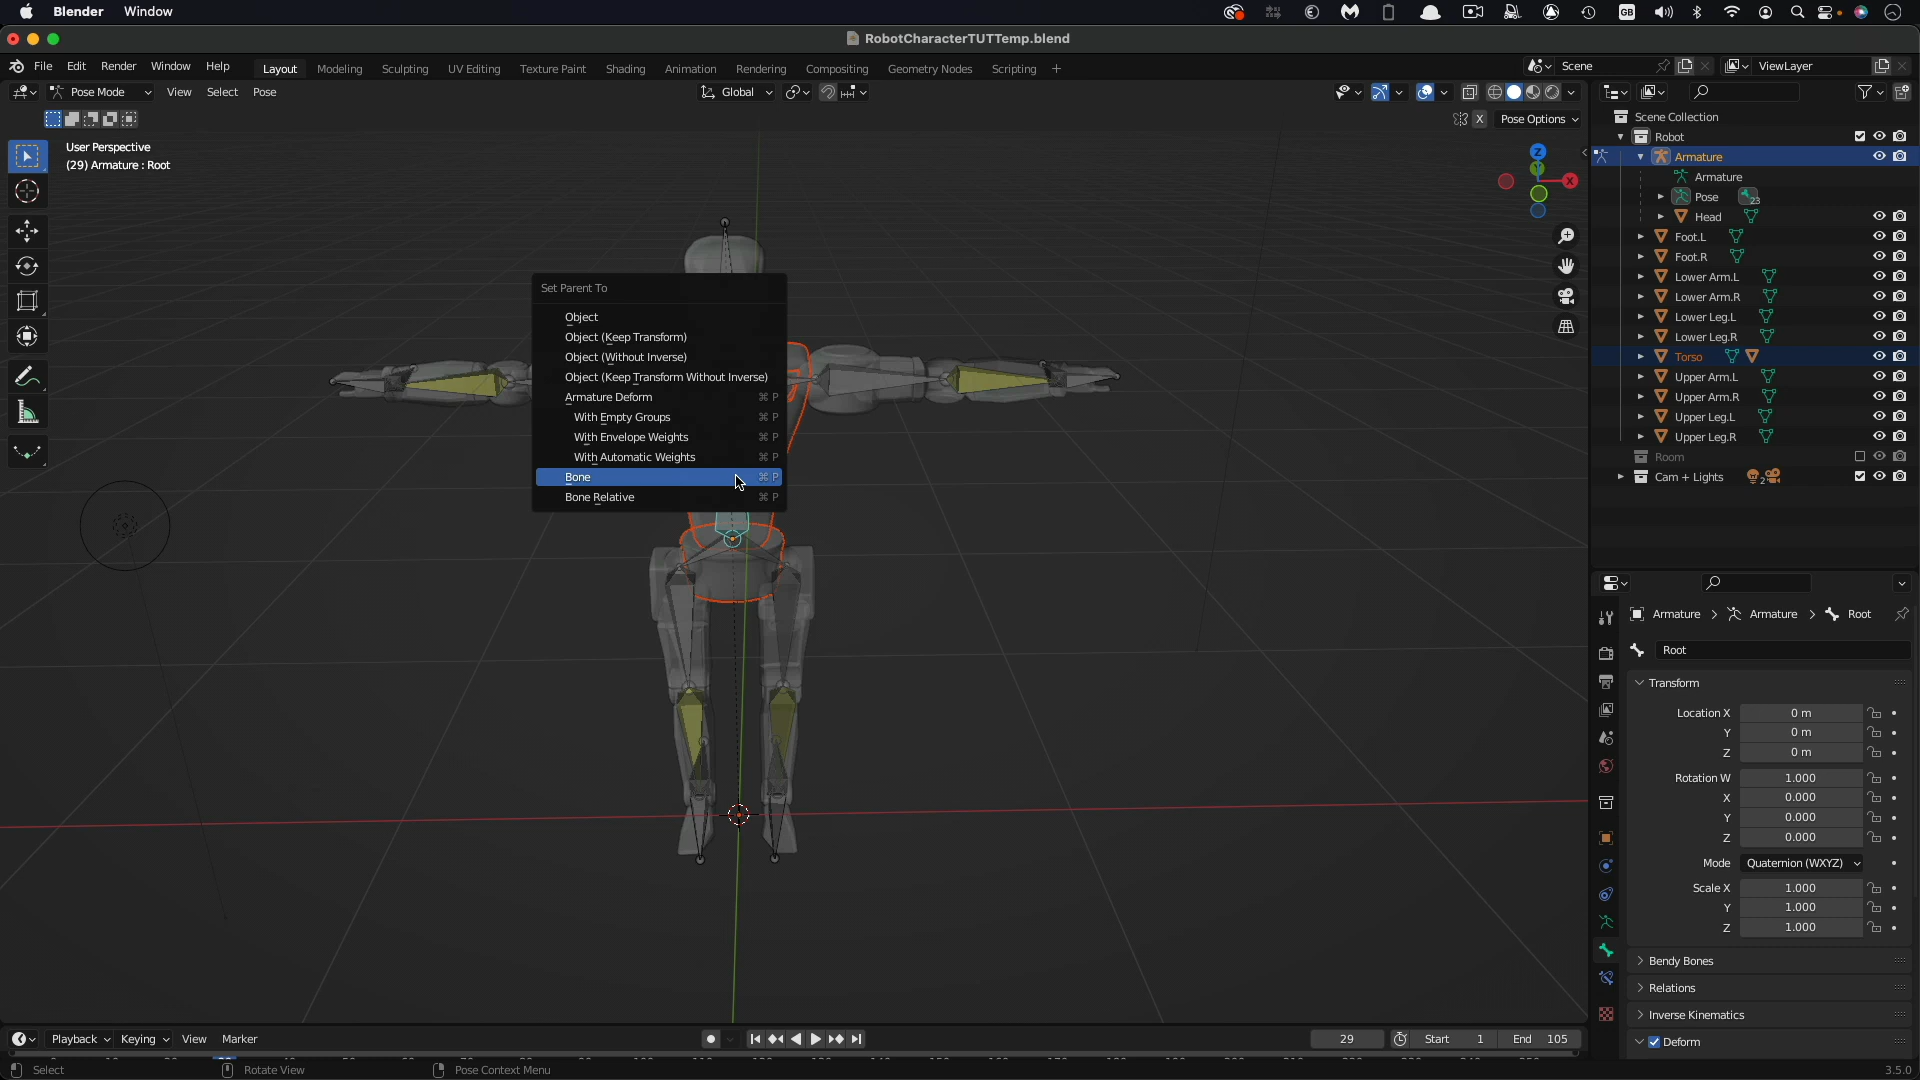 Blender Window
GB
RobotCharacterTUTTemp.blend
File Edit Render Window Help Layout Modeling Sculpting UV Editing Texture Paint Shading Animation Rendering Compositing Geometry Nodes Scripting + Scene ViewLayer
Pose Mode View Select Pose Global
X Pose Options
User Perspective
(29) Armature : Root
Z
Y
X
Scene Collection
Robot
Armature
Armature
Pose 23
Head
Foot.L
Foot.R
Lower Arm.L
Lower Arm.R
Lower Leg.L
Lower Leg.R
Torso
Upper Arm.L
Upper Arm.R
Upper Leg.L
Upper Leg.R
Room
Cam + Lights 2
Set Parent To
Object
Object (Keep Transform)
Object (Without Inverse)
Object (Keep Transform Without Inverse)
Armature Deform ⌘ P
With Empty Groups ⌘ P
With Envelope Weights ⌘ P
With Automatic Weights ⌘ P
Bone ⌘ P
Bone Relative ⌘ P
Armature > Armature > Root
Root
Transform
Location X 0 m
Y 0 m
Z 0 m
Rotation W 1.000
X 0.000
Y 0.000
Z 0.000
Mode Quaternion (WXYZ)
Scale X 1.000
Y 1.000
Z 1.000
Bendy Bones
Relations
Inverse Kinematics
Deform
Playback Keying View Marker 29 Start 1 End 105
Select Rotate View Pose Context Menu 3.5.0